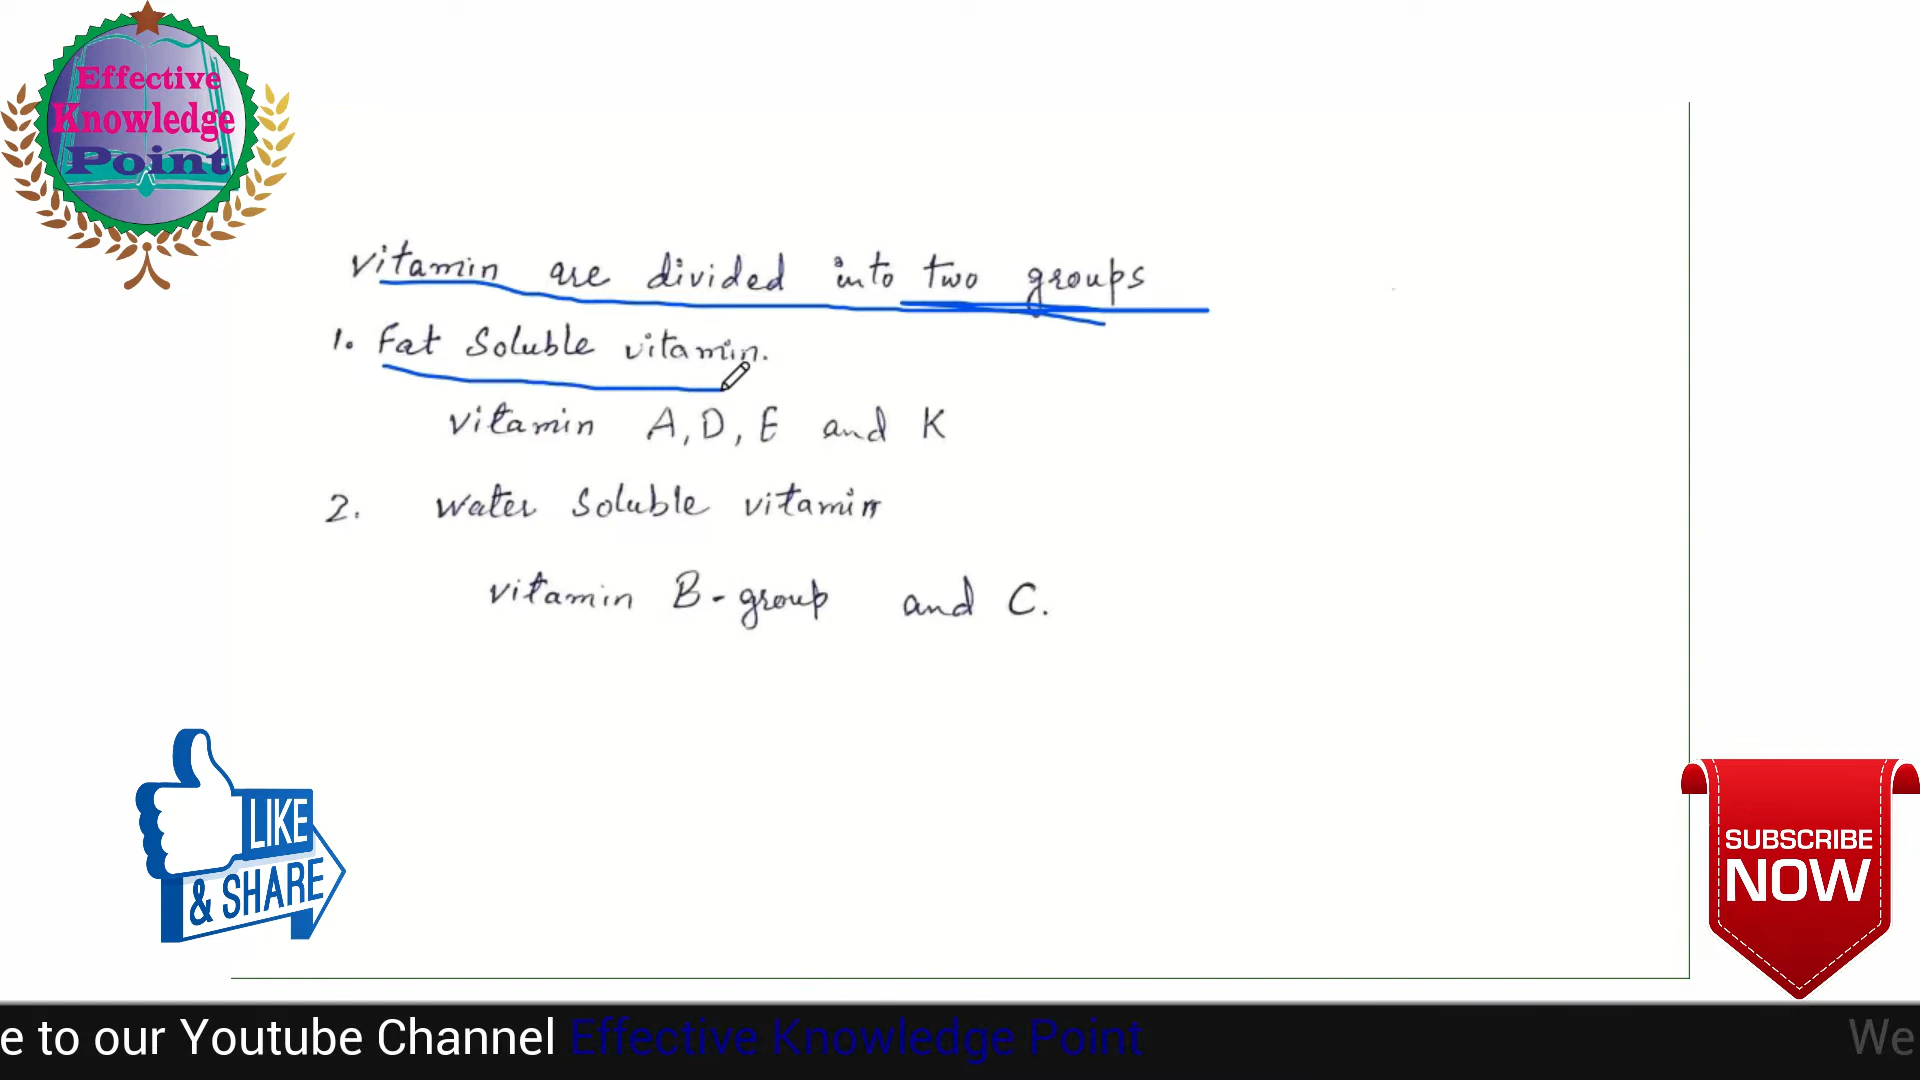 Effective
Knowledge
Point
vitamin are divided into two groups
1. Fat Soluble vitamin.
vitamin A, D, E and K
2. water soluble vitamin
vitamin B-group and C.
LIKE
& SHARE
SUBSCRIBE
NOW
e to our Youtube Channel Effective Knowledge Point We